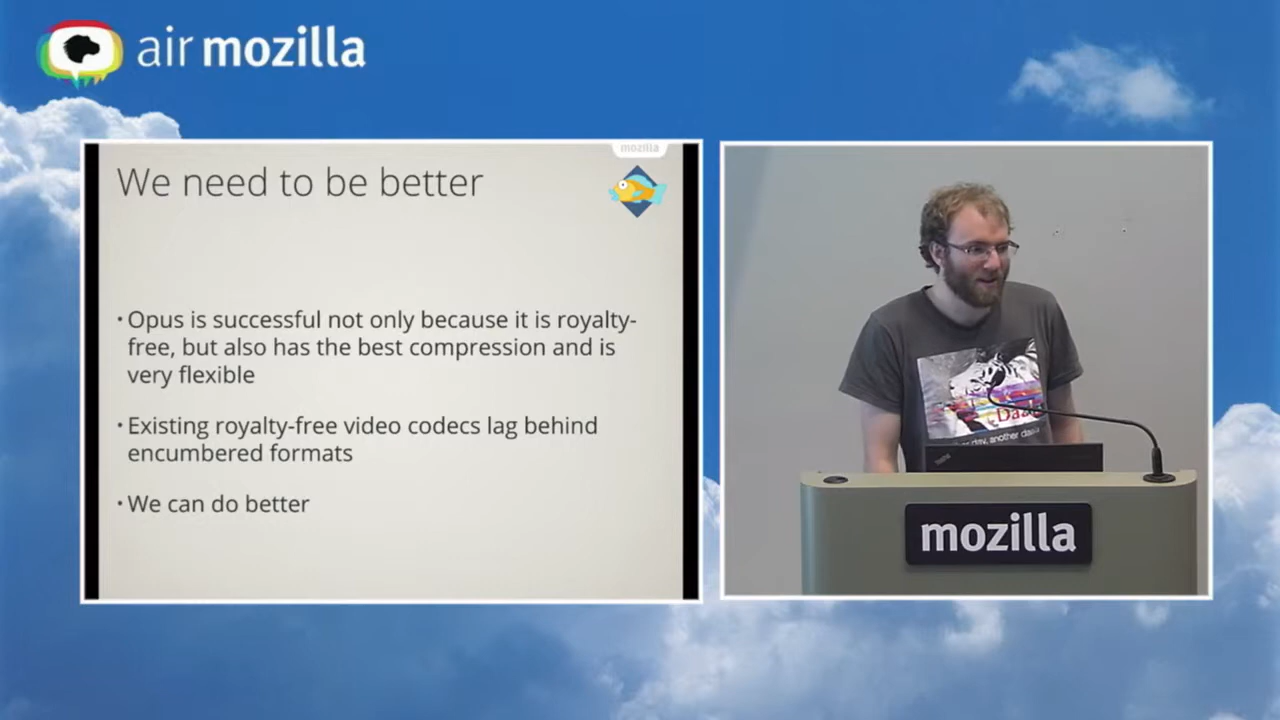 air mozilla
mozilla
We need to be better
· Opus is successful not only because it is royalty-
free, but also has the best compression and is
very flexible
· Existing royalty-free video codecs lag behind
encumbered formats
· We can do better
day, another
mozilla